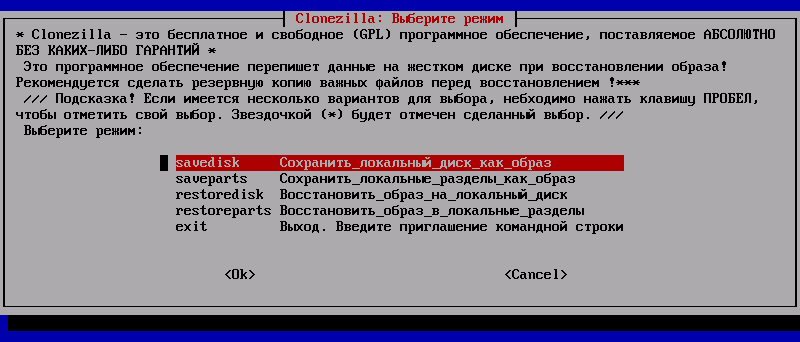 Clonezilla: Выберите режим
* Clonezilla - это бесплатное и свободное (GPL) программное обеспечение, поставляемое АБСОЛЮТНО
БЕЗ КАКИХ-ЛИБО ГАРАНТИЙ *
Это программное обеспечение перепишет данные на жестком диске при восстановлении образа!
Рекомендуется сделать резервную копию важных файлов перед восстановлением !***
/// Подсказка! Если имеется несколько вариантов для выбора, небходимо нажать клавишу ПРОБЕЛ,
чтобы отметить свой выбор. Звездочкой (*) будет отмечен сделанный выбор. ///
Выберите режим:
savedisk Сохранить_локальный_диск_как_образ
saveparts Сохранить_локальные_разделы_как_образ
restoredisk Восстановить_образ_на_локальный_диск
restoreparts Восстановить_образ_в_локальные_разделы
exit Выход. Введите приглашение командной строки
<Ok> <Cancel>